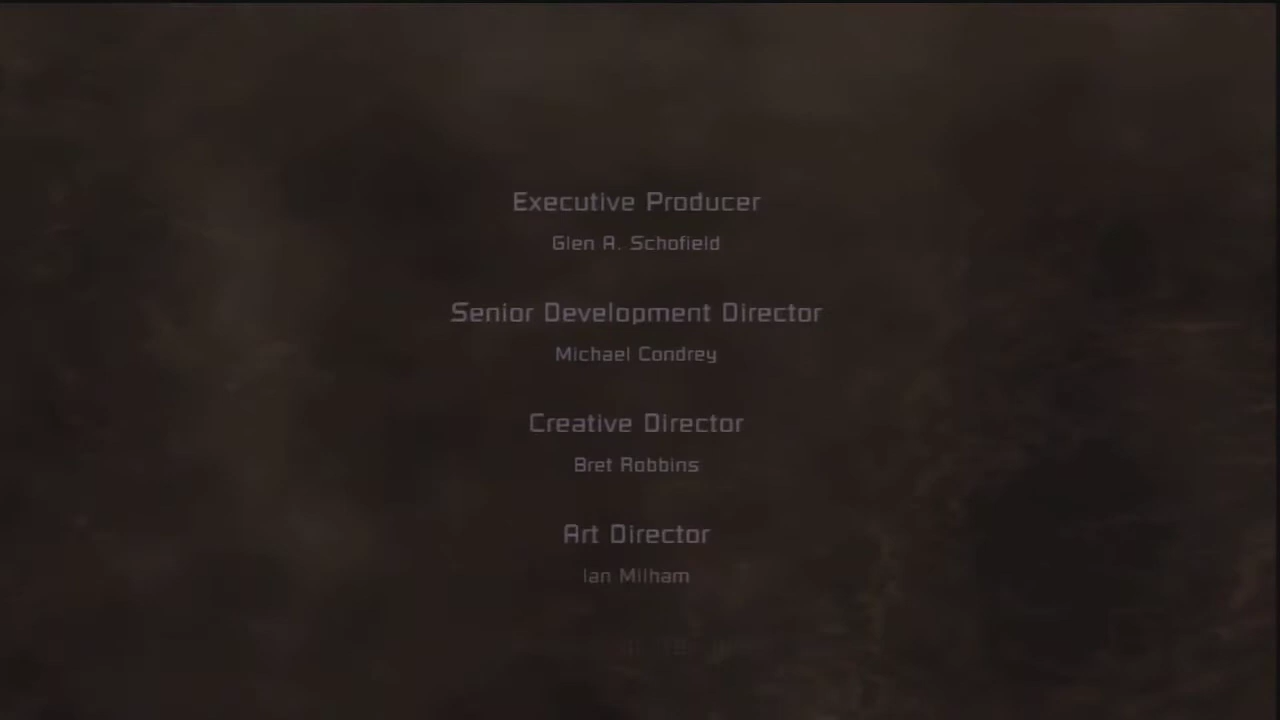 Executive Producer
Glen A. Schofield
Senior Development Director
Michael Condrey
Creative Director
Bret Robbins
Art Director
Ian Milham